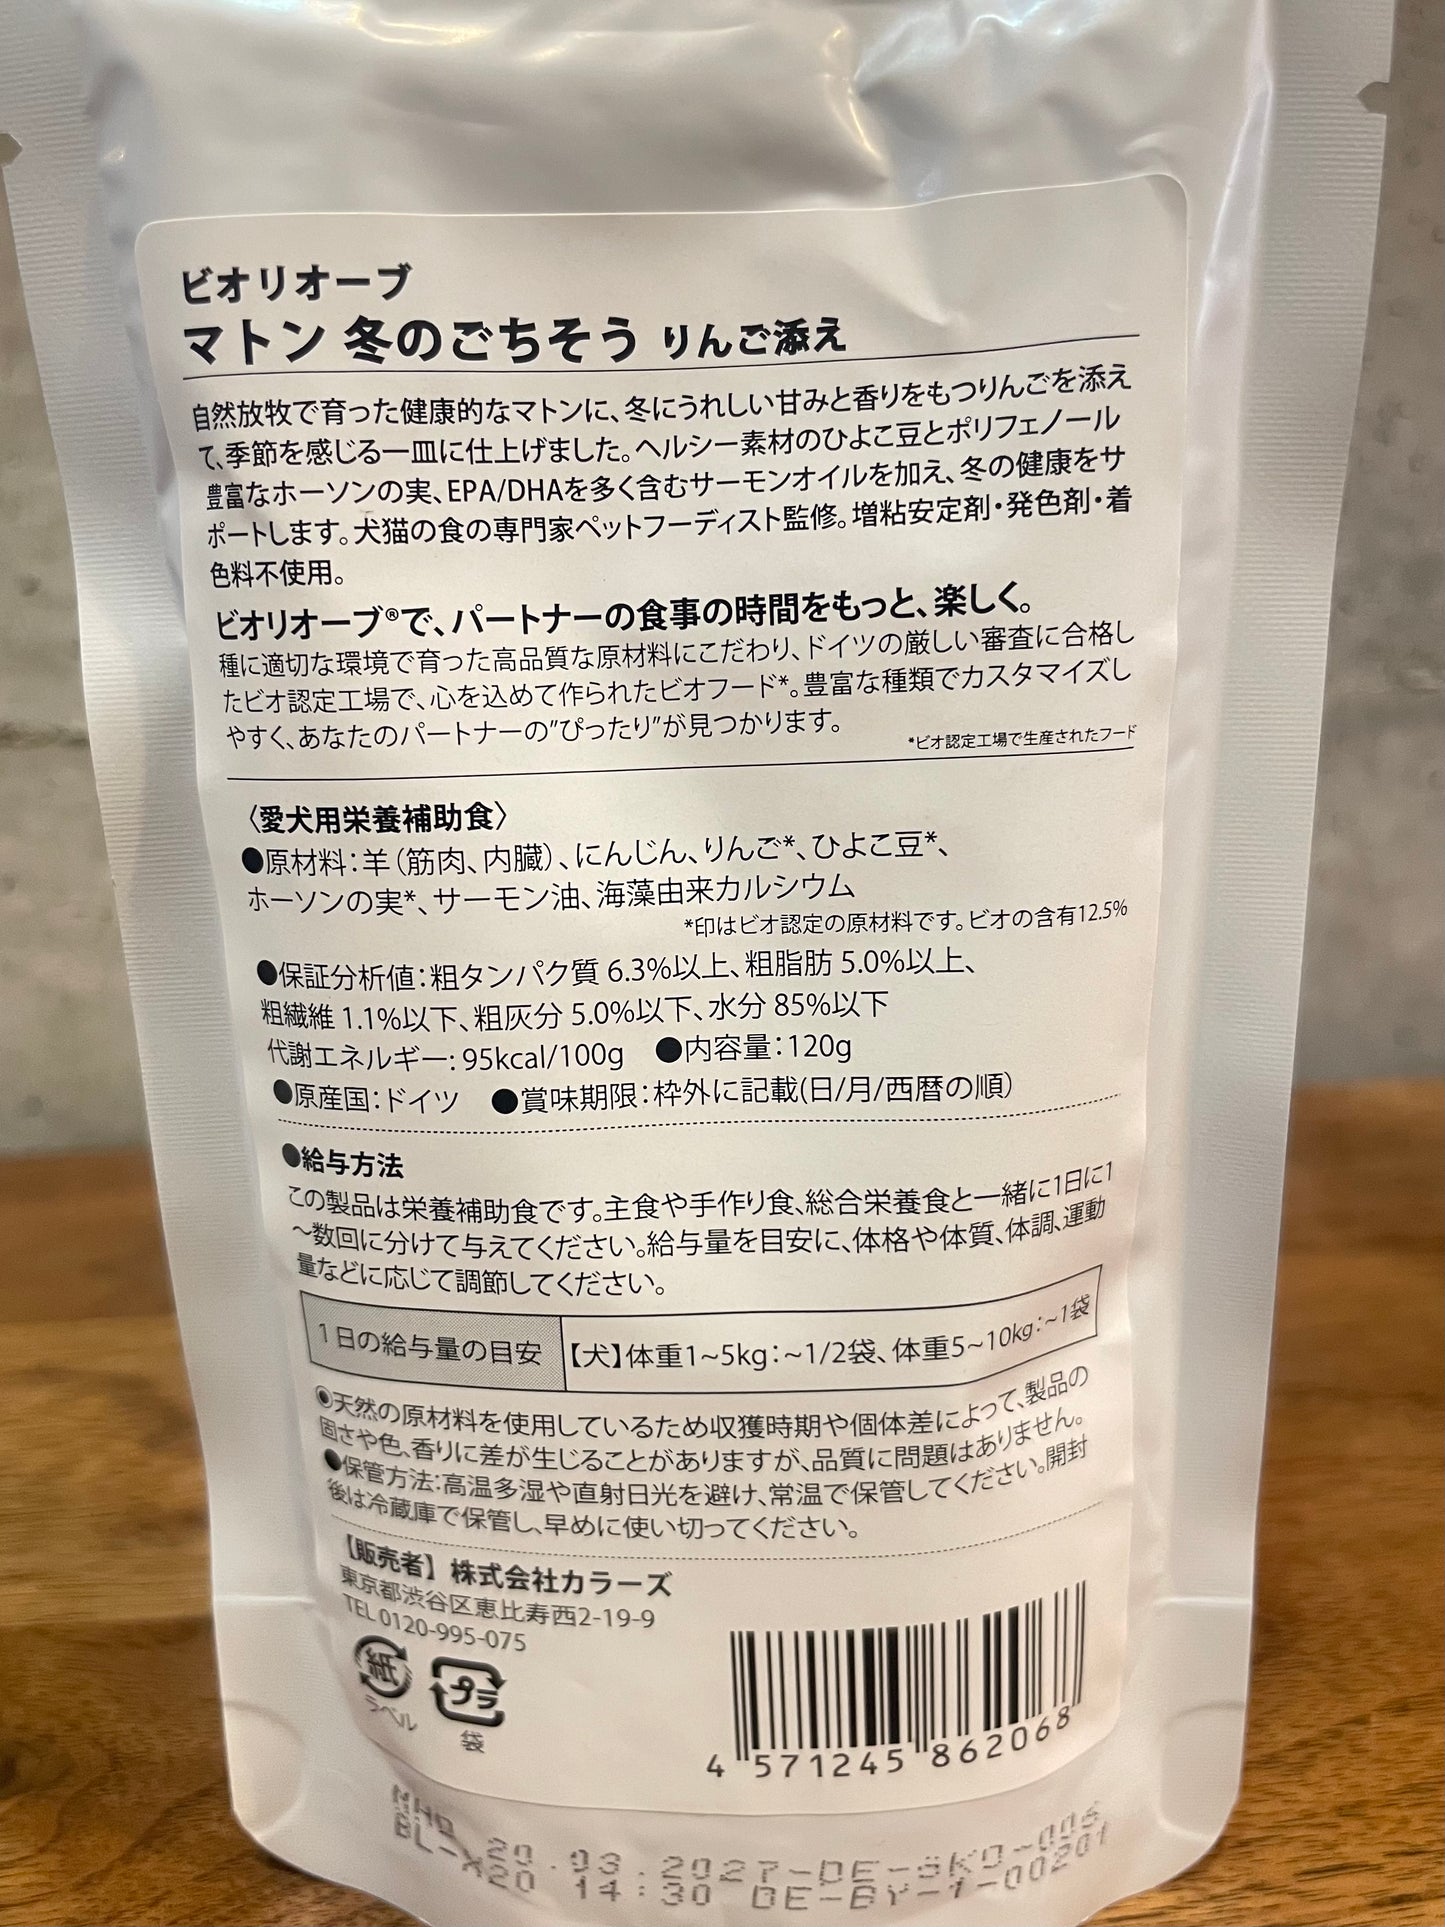 ビオリオーブ
マトン 冬のごちそう りんご添え
自然放牧で育った健康的なマトンに、冬にうれしい甘みと香りをもつりんごを添え
て、季節を感じる一皿に仕上げました。ヘルシー素材のひよこ豆とポリフェノール
豊富なホーソンの実、EPA/DHAを多く含むサーモンオイルを加え、冬の健康をサ
ポートします。犬猫の食の専門家ペットフーディスト監修。増粘安定剤・発色剤・着
色料不使用。
ビオリオーブ®で、パートナーの食事の時間をもっと、楽しく。
種に適切な環境で育った高品質な原材料にこだわり、ドイツの厳しい審査に合格し
たビオ認定工場で、心を込めて作られたビオフード*。豊富な種類でカスタマイズし
やすく、あなたのパートナーの"ぴったり"が見つかります。
*ビオ認定工場で生産されたフード
〈愛犬用栄養補助食〉
●原材料：羊（筋肉、内臓）、にんじん、りんご*、ひよこ豆*、
ホーソンの実*、サーモン油、海藻由来カルシウム
*印はビオ認定の原材料です。ビオの含有12.5%
●保証分析値：粗タンパク質 6.3%以上、粗脂肪 5.0%以上、
粗繊維 1.1%以下、粗灰分 5.0%以下、水分 85%以下
代謝エネルギー: 95kcal/100g ●内容量：120g
●原産国：ドイツ ●賞味期限：枠外に記載(日/月/西暦の順）
●給与方法
この製品は栄養補助食です。主食や手作り食、総合栄養食と一緒に1日に1
～数回に分けて与えてください。給与量を目安に、体格や体質、体調、運動
量などに応じて調節してください。
1日の給与量の目安 【犬】体重1~5kg：~1/2袋、体重5~10kg：~1袋
◉天然の原材料を使用しているため収獲時期や個体差によって、製品の
固さや色、香りに差が生じることがありますが、品質に問題はありません。
●保管方法：高温多湿や直射日光を避け、常温で保管してください。開封
後は冷蔵庫で保管し、早めに使い切ってください。
【販売者】株式会社カラーズ
東京都渋谷区恵比寿西2-19-9
TEL 0120-995-075
紙 プラ
ラベル 袋
4 571245 862068
MHD 20.03.2027-DE-SKO-006
BL-X20 14:30 DE-BY-1-00201